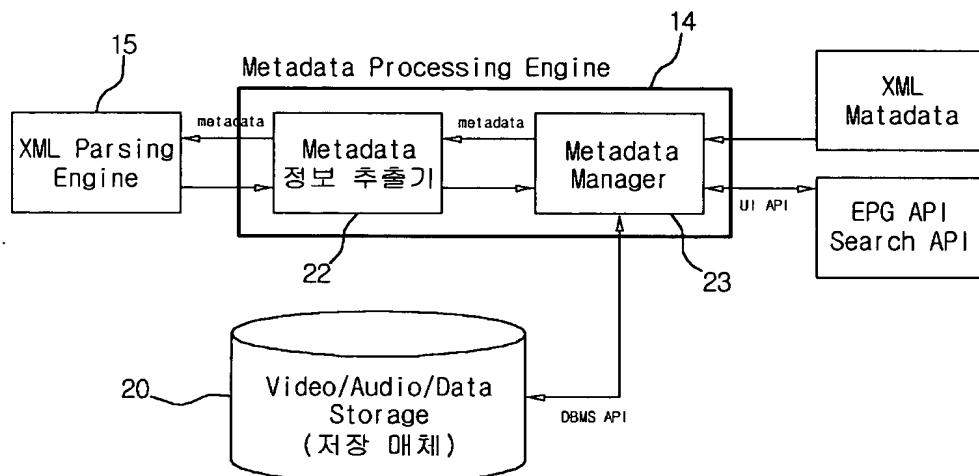 15
14
Metadata Processing Engine
XML Parsing
Engine
metadata
Metadata
정보 추출기
metadata
Metadata
Manager
XML
Matadata
UI API
EPG API
Search API
22
23
20
Video/Audio/Data
Storage
(저장 매체)
DBMS API